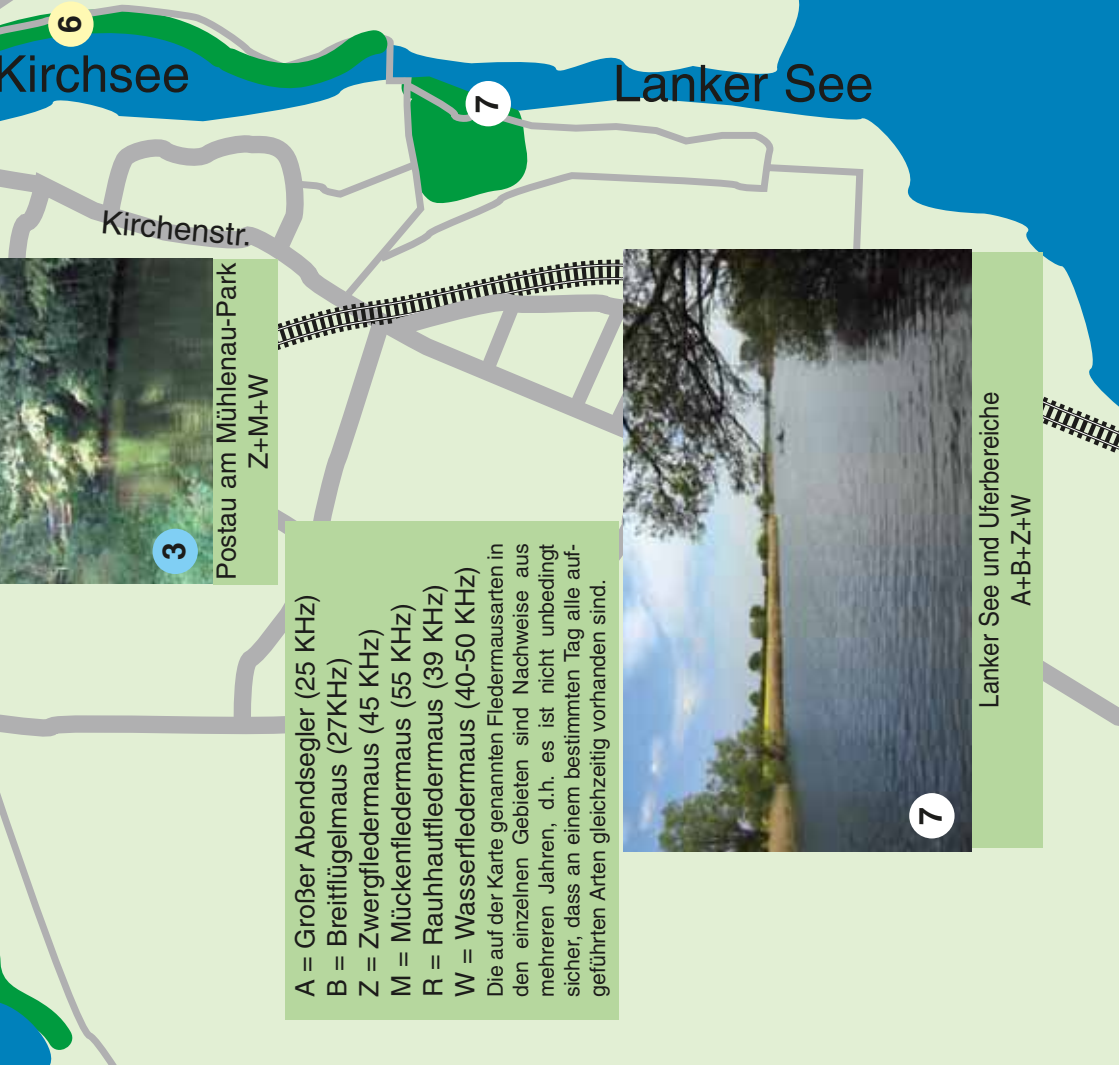 6
Kirchsee
Lanker See
7
Kirchenstr.
3
Postau am Mühlenau-Park
Z+M+W
A = Großer Abendsegler (25 KHz)
B = Breitflügelmaus (27KHz)
Z = Zwergfledermaus (45 KHz)
M = Mückenfledermaus (55 KHz)
R = Rauhhautfledermaus (39 KHz)
W = Wasserfledermaus (40-50 KHz)
Die auf der Karte genannten Fledermausarten in
den einzelnen Gebieten sind Nachweise aus
mehreren Jahren, d.h. es ist nicht unbedingt
sicher, dass an einem bestimmten Tag alle auf-
geführten Arten gleichzeitig vorhanden sind.
7
Lanker See und Uferbereiche
A+B+Z+W